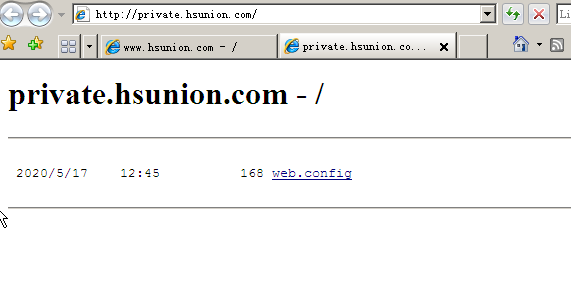 http://private.hsunion.com/
Li
www.hsunion.com - /
private.hsunion.co...
private.hsunion.com - /
2020/5/17 12:45 168 web.config